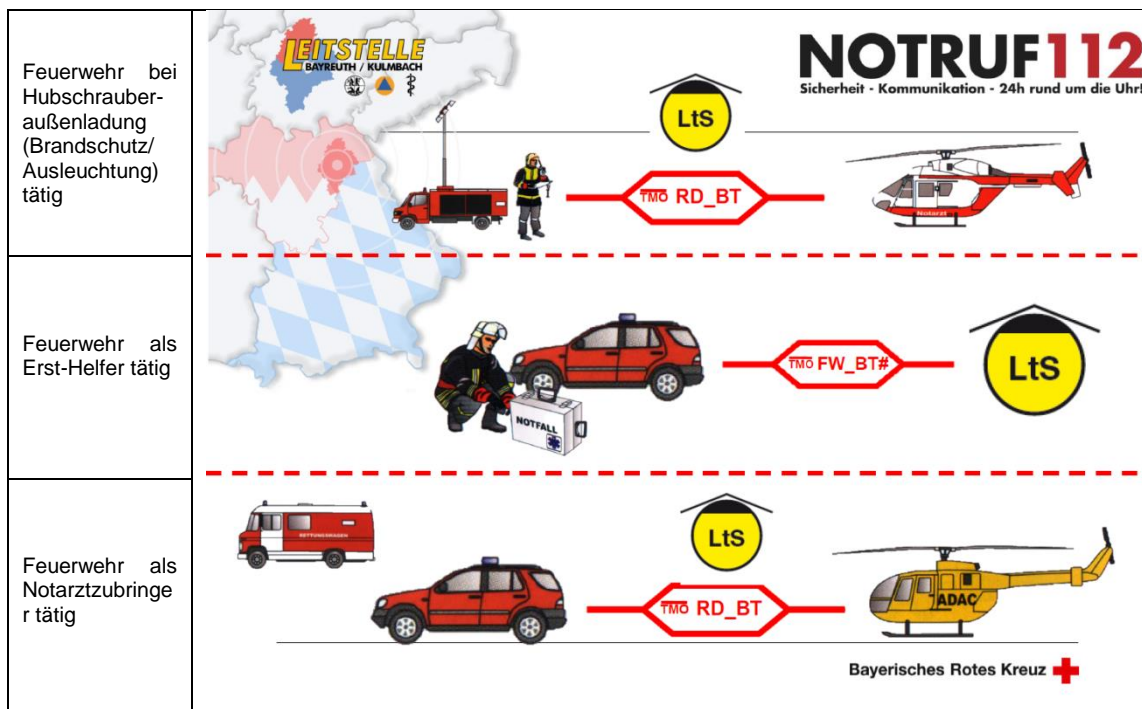 Feuerwehr bei
Hubschrauber-
außenladung
(Brandschutz/
Ausleuchtung)
tätig
LEITSTELLE
BAYREUTH / KULMBACH
NOTRUF112
Sicherheit - Kommunikation - 24h rund um die Uhr!
LtS
TMO RD_BT
Notarzt
Feuerwehr als
Erst-Helfer tätig
NOTFALL
TMO FW_BT#
LtS
Feuerwehr als
Notarztzubringe
r tätig
RETTUNGSWAGEN
LtS
TMO RD_BT
ADAC
Bayerisches Rotes Kreuz